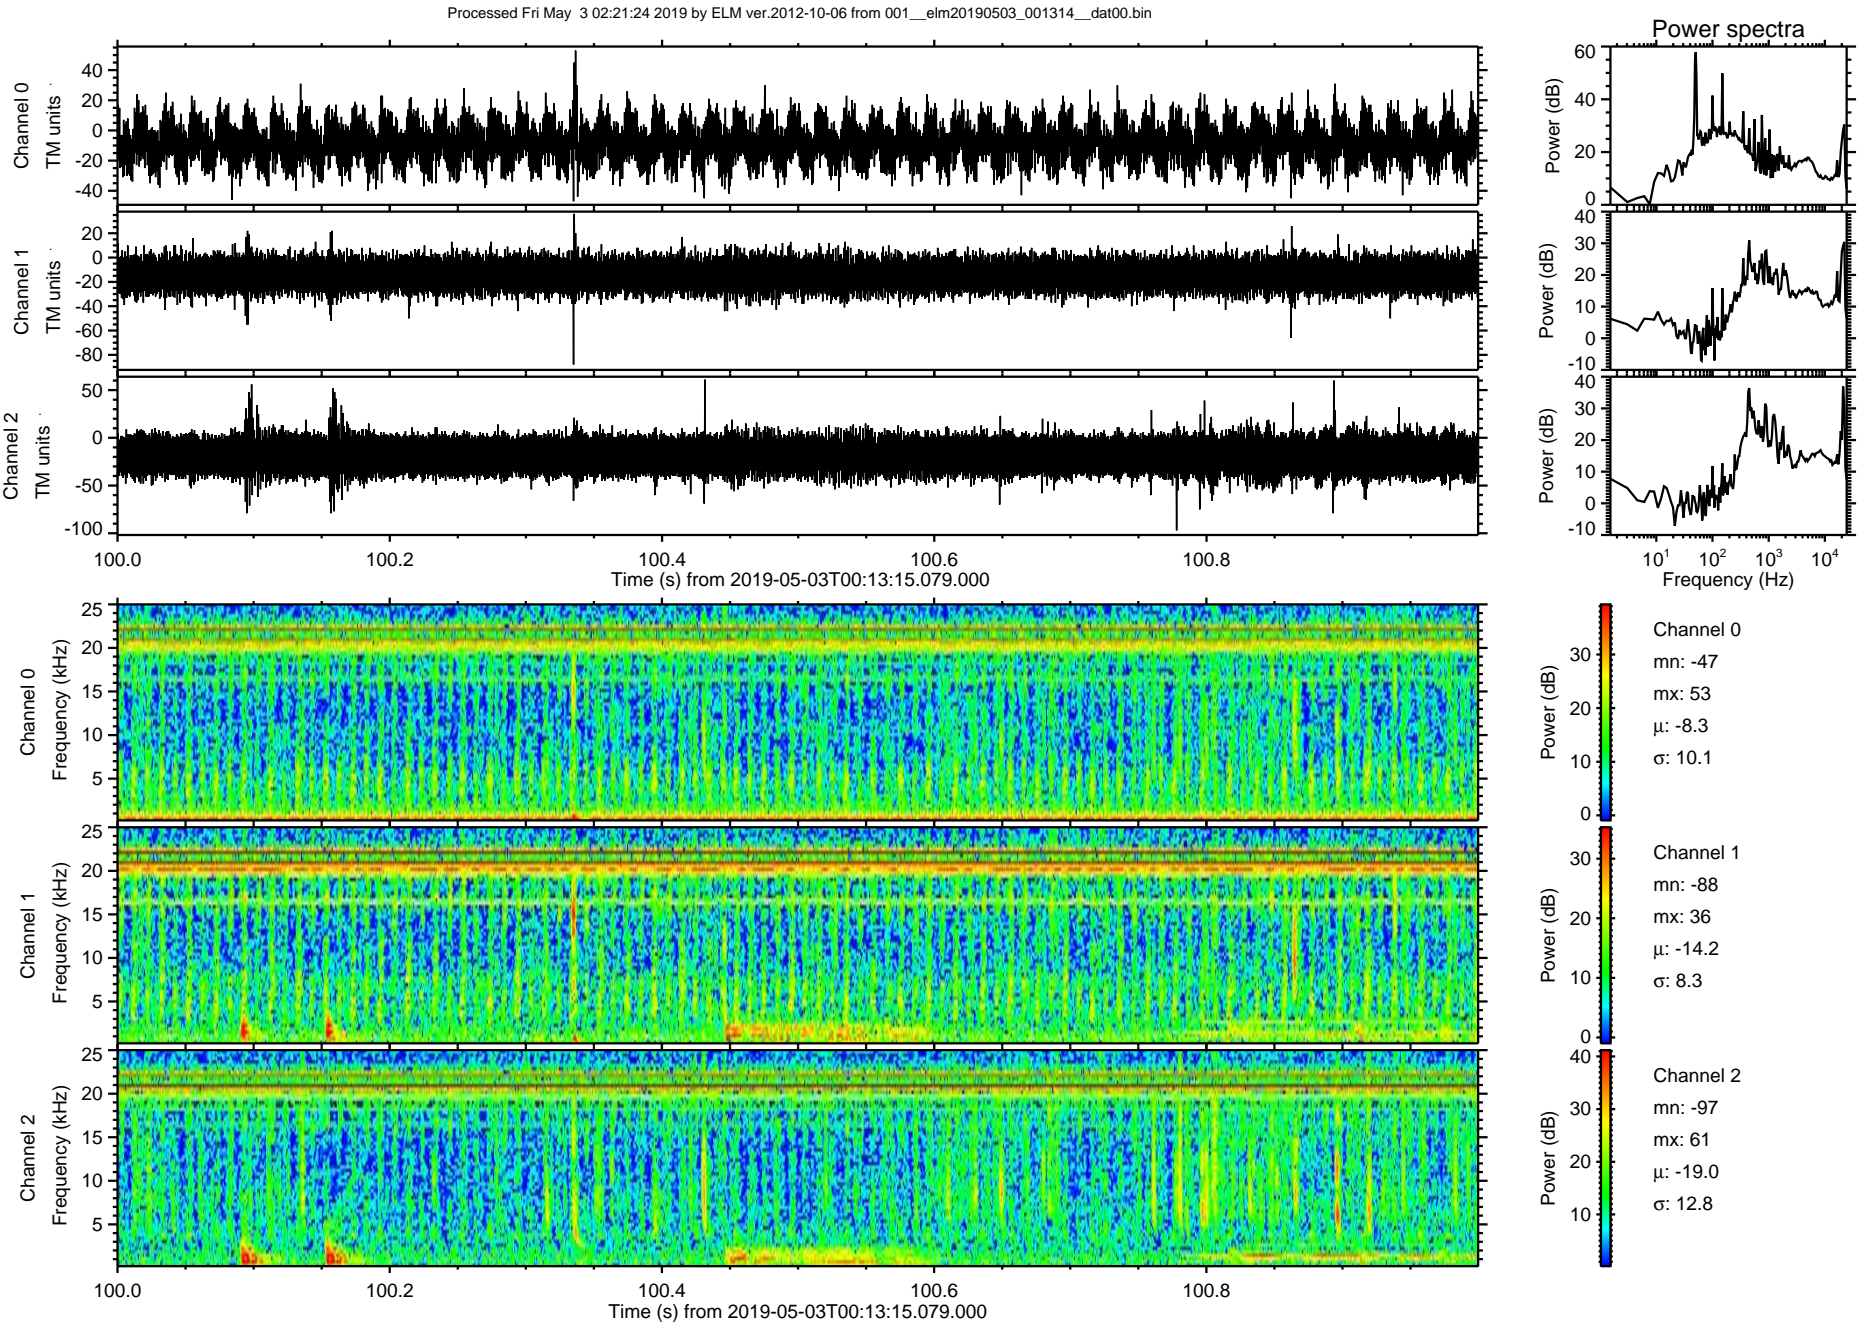 Processed Fri May  3 02:21:24 2019 by ELM ver.2012-10-06 from 001__elm20190503_001314__dat00.bin
Power spectra
Channel 0
TM units
40
20
0
-20
-40
Power (dB)
60
40
20
0
Channel 1
TM units
20
0
-20
-40
-60
-80
Power (dB)
40
30
20
10
0
-10
Channel 2
TM units
50
0
-50
-100
Power (dB)
40
30
20
10
0
-10
100.0 100.2 100.4 100.6 100.8
Time (s) from 2019-05-03T00:13:15.079.000
10^1 10^2 10^3 10^4
Frequency (Hz)
Channel 0
Frequency (kHz)
25
20
15
10
5
Power (dB)
30
20
10
0
Channel 0
mn: -47
mx: 53
μ: -8.3
σ: 10.1
Channel 1
Frequency (kHz)
25
20
15
10
5
Power (dB)
30
20
10
0
Channel 1
mn: -88
mx: 36
μ: -14.2
σ: 8.3
Channel 2
Frequency (kHz)
25
20
15
10
5
Power (dB)
40
30
20
10
Channel 2
mn: -97
mx: 61
μ: -19.0
σ: 12.8
100.0 100.2 100.4 100.6 100.8
Time (s) from 2019-05-03T00:13:15.079.000